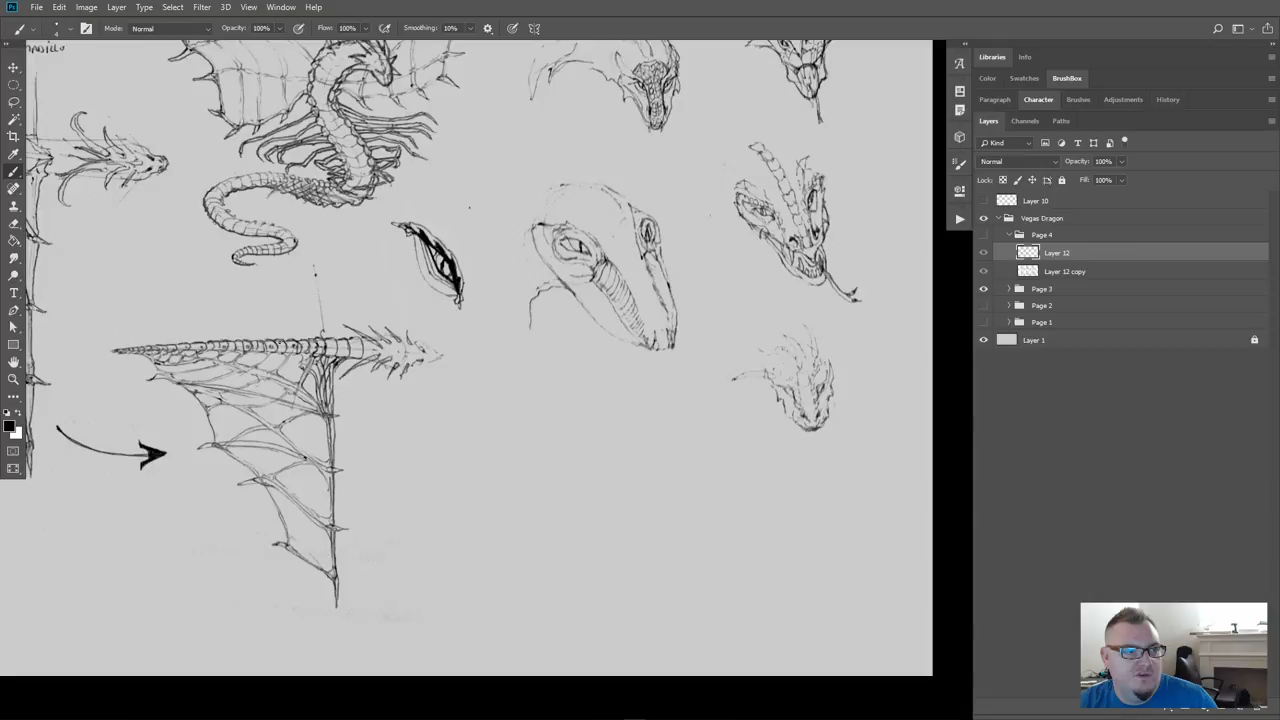 Ps File Edit Image Layer Type Select Filter 3D View Window Help
4 Mode: Normal Opacity: 100% Flow: 100% Smoothing: 10%
Libraries Info
Color Swatches BrushBox
Paragraph Character Brushes Adjustments History
Layers Channels Paths
Kind
Normal Opacity: 100%
Lock: Fill: 100%
Layer 10
Vegas Dragon
Page 4
Layer 12
Layer 12 copy
Page 3
Page 2
Page 1
Layer 1